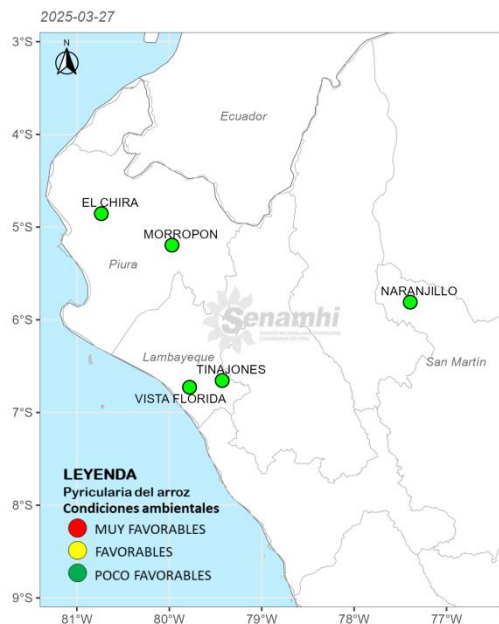 2025-03-27
3°S
N
Ecuador
4°S
EL CHIRA
5°S
MORROPON
Piura
NARANJILLO
6°S
Senamhi
San Martín
Lambayeque
TINAJONES
VISTA FLORIDA
7°S
LEYENDA
Pyricularia del arroz
Condiciones ambientales
8°S
MUY FAVORABLES
FAVORABLES
POCO FAVORABLES
9°S
81°W 80°W 79°W 78°W 77°W